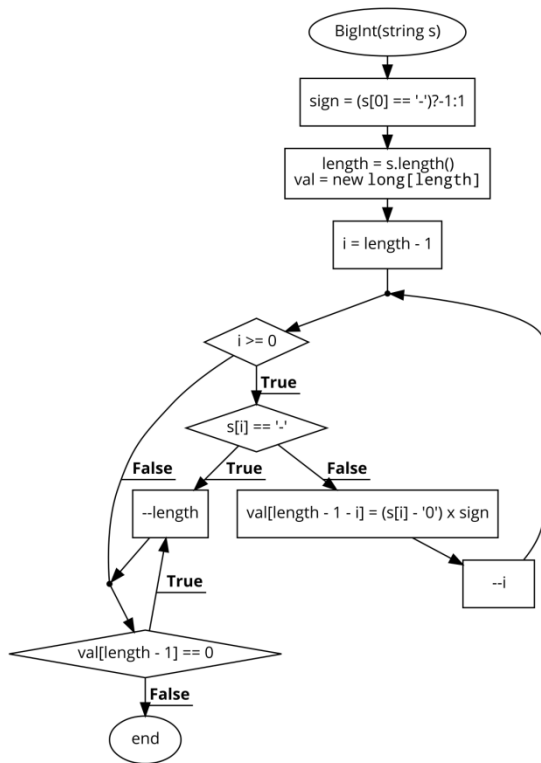 BigInt(string s)
sign = (s[0] == '-')?-1:1
length = s.length()
val = new long[length]
i = length - 1
i >= 0
True
s[i] == '-'
False
True
False
--length
val[length - 1 - i] = (s[i] - '0') x sign
True
--i
val[length - 1] == 0
False
end